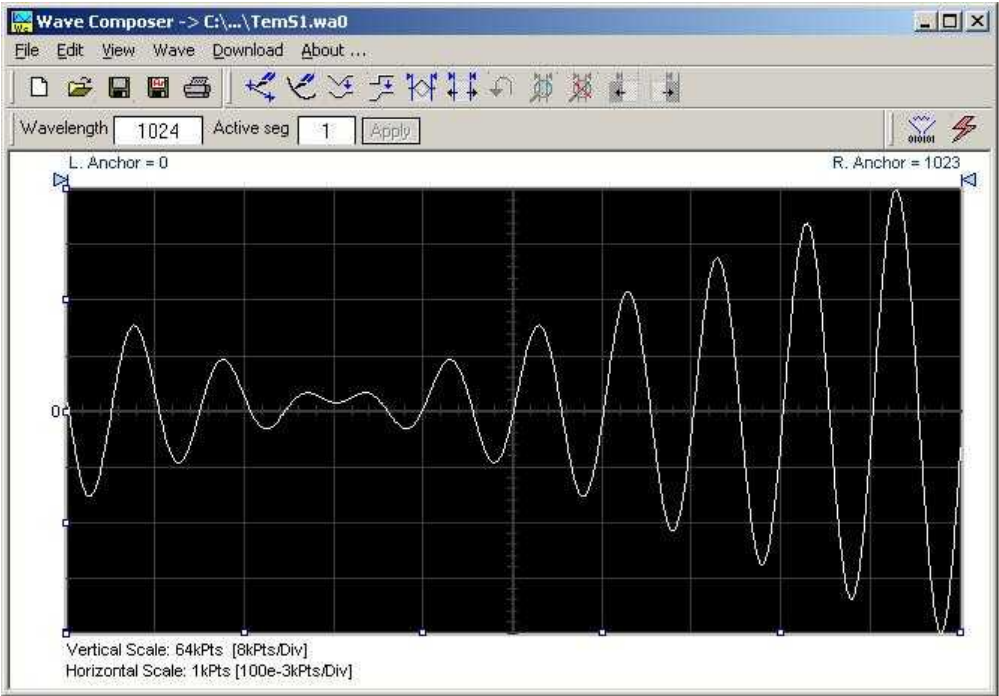 Wave Composer -> C:\...\TemS1.wa0
File Edit View Wave Download About ...
Wavelength 1024 Active seg 1 Apply
010101
L. Anchor = 0 R. Anchor = 1023
0
Vertical Scale: 64kPts [8kPts/Div]
Horizontal Scale: 1kPts [100e-3kPts/Div]